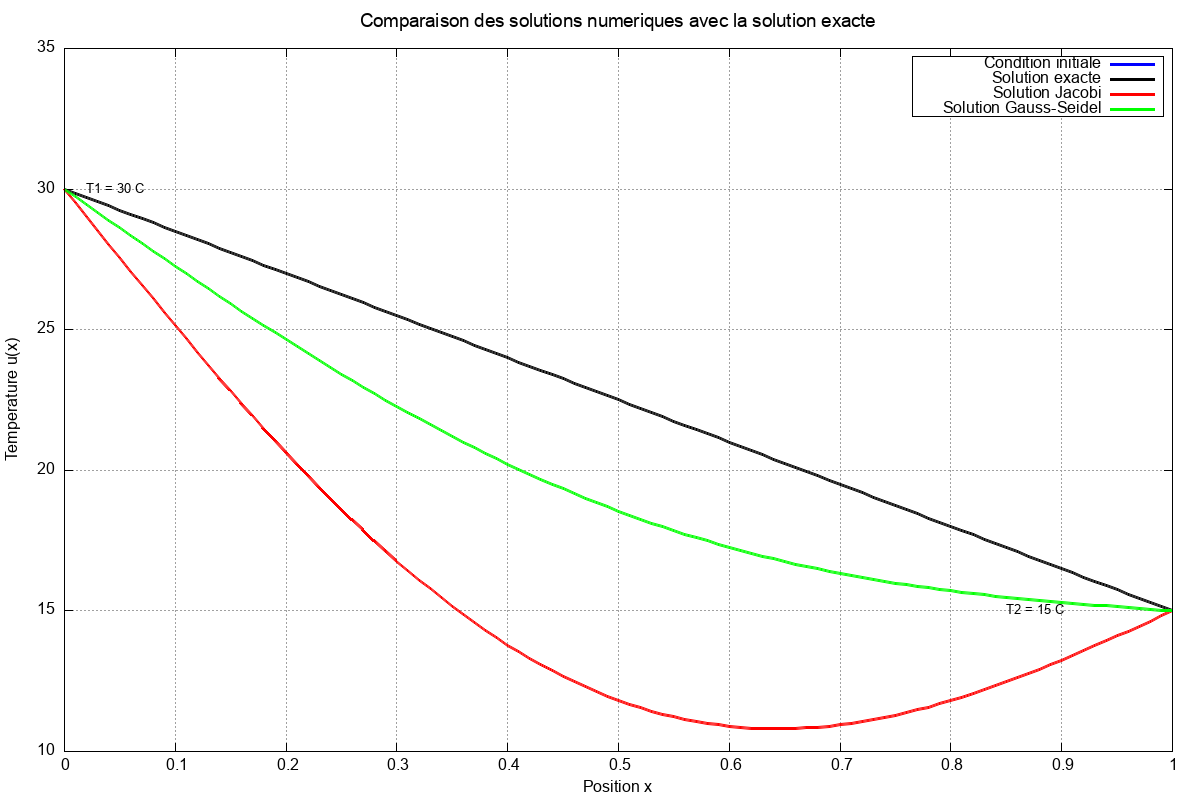 Comparaison des solutions numeriques avec la solution exacte
35
30
25
20
15
10
Temperature u(x)
Condition initiale
Solution exacte
Solution Jacobi
Solution Gauss-Seidel
T1 = 30 C
T2 = 15 C
0 0.1 0.2 0.3 0.4 0.5 0.6 0.7 0.8 0.9 1
Position x